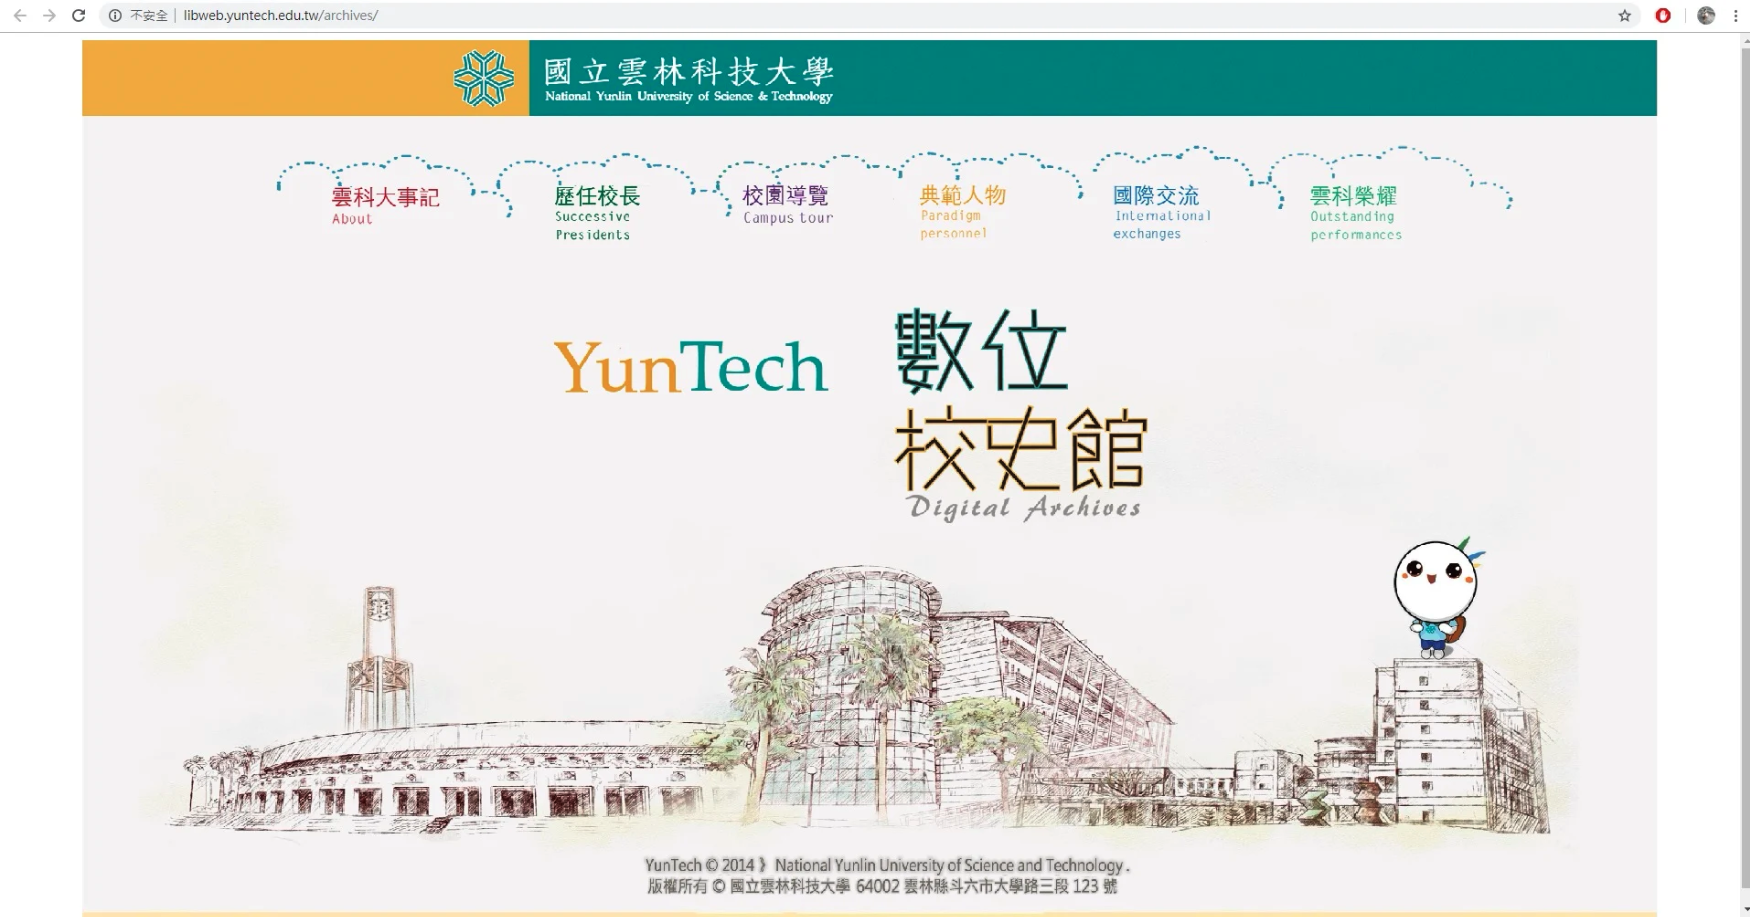 不安全 | libweb.yuntech.edu.tw/archives/
國立雲林科技大學
National Yunlin University of Science & Technology
雲科大事記
About
歷任校長
Successive
Presidents
校園導覽
Campus tour
典範人物
Paradigm
personnel
國際交流
International
exchanges
雲科榮耀
Outstanding
performances
YunTech
數位
校史館
Digital Archives
YunTech © 2014 》 National Yunlin University of Science and Technology .
版權所有 © 國立雲林科技大學 64002 雲林縣斗六市大學路三段 123 號